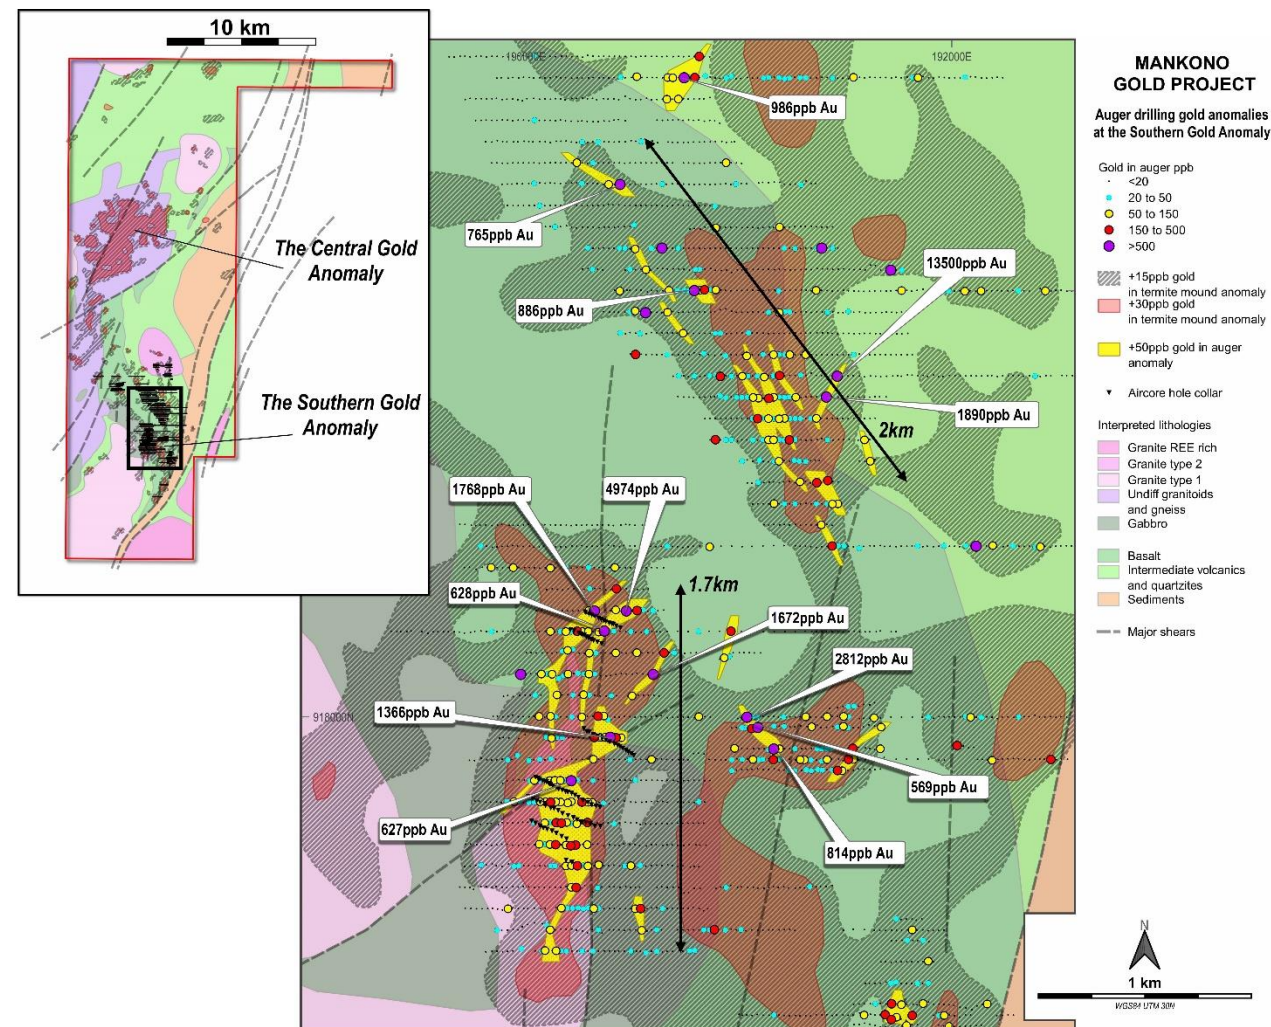 10 km
The Central Gold
Anomaly
The Southern Gold
Anomaly
192000E
986ppb Au
765ppb Au
13500ppb Au
886ppb Au
1890ppb Au
2km
1768ppb Au
4974ppb Au
628ppb Au
1.7km
1672ppb Au
2812ppb Au
1366ppb Au
918000N
569ppb Au
627ppb Au
814ppb Au
MANKONO
GOLD PROJECT
Auger drilling gold anomalies
at the Southern Gold Anomaly
Gold in auger ppb
<20
20 to 50
50 to 150
150 to 500
>500
+15ppb gold
in termite mound anomaly
+30ppb gold
in termite mound anomaly
+50ppb gold in auger
anomaly
Aircore hole collar
Interpreted lithologies
Granite REE rich
Granite type 2
Granite type 1
Undiff granitoids
and gneiss
Gabbro
Basalt
Intermediate volcanics
and quartzites
Sediments
Major shears
N
1 km
WGS84 UTM 30N